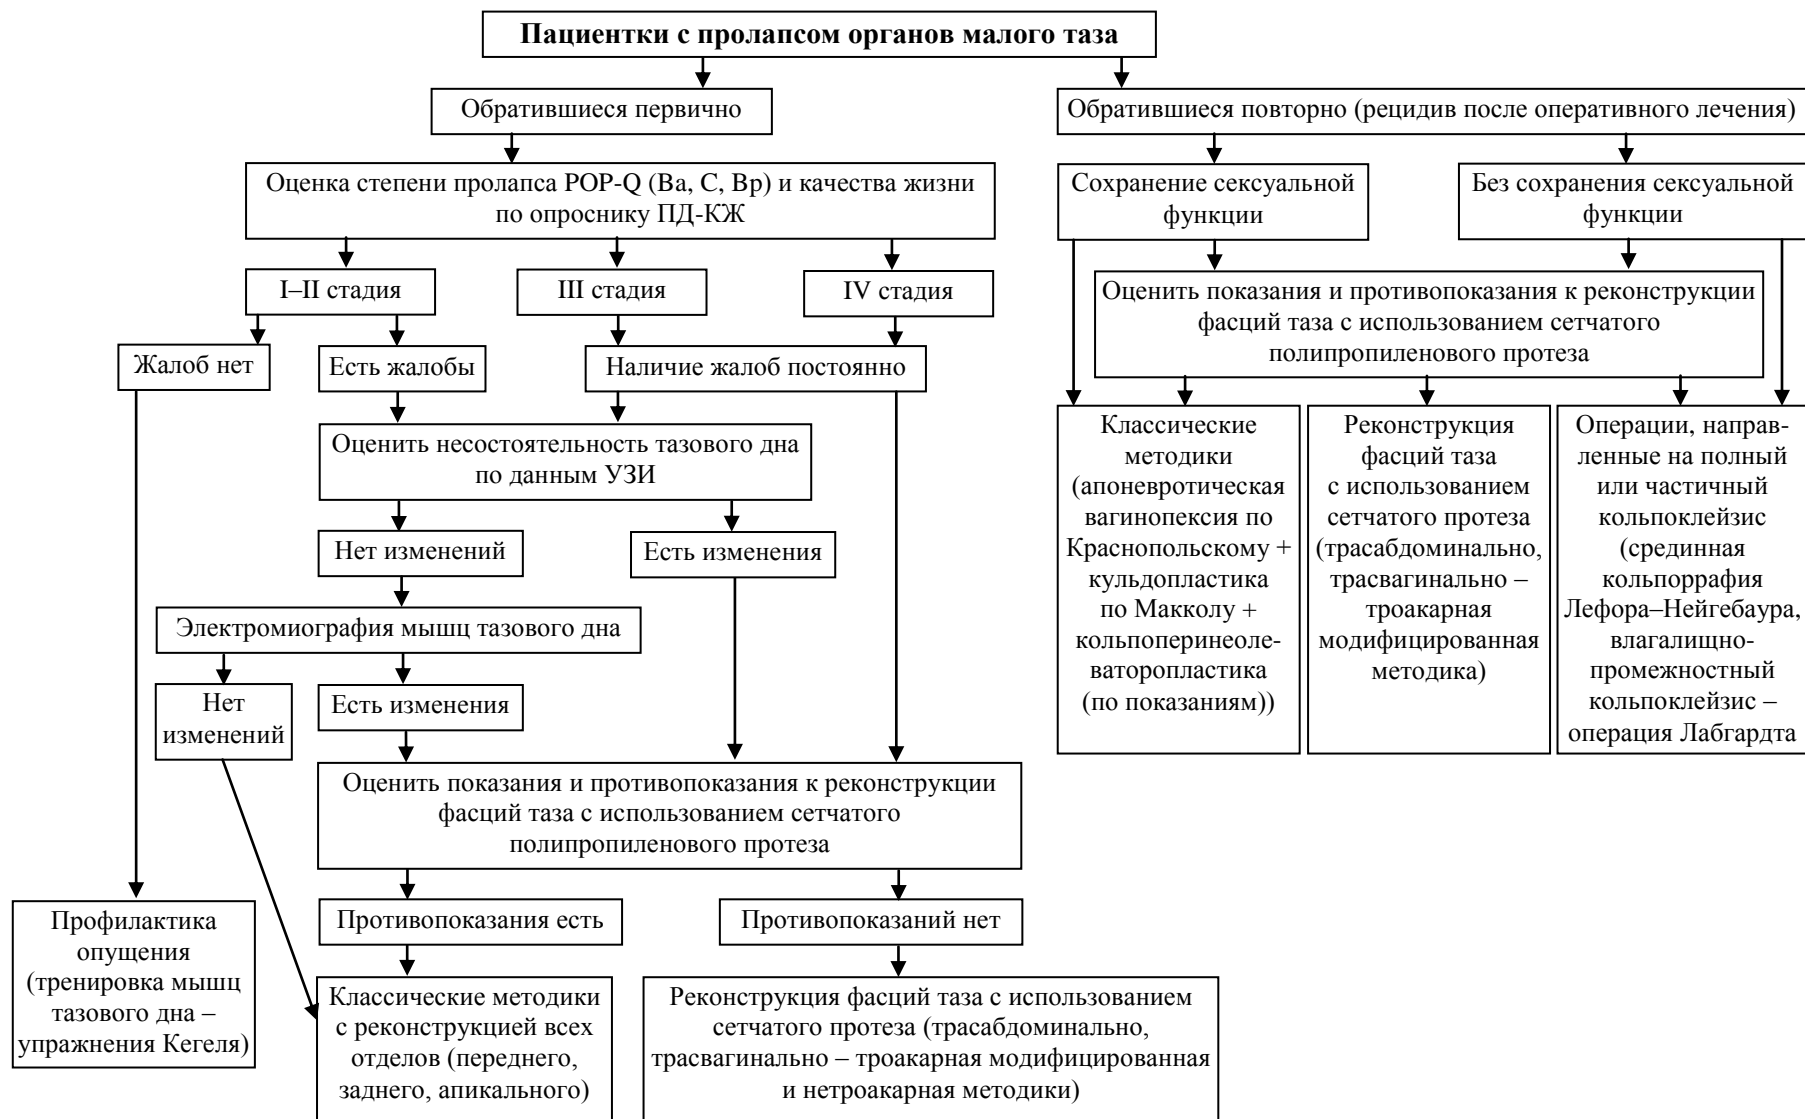 Пациентки с пролапсом органов малого таза
Обратившиеся первично
Обратившиеся повторно (рецидив после оперативного лечения)
Оценка степени пролапса POP-Q (Ba, C, Bp) и качества жизни
по опроснику ПД-КЖ
Сохранение сексуальной
функции
Без сохранения сексуальной
функции
I–II стадия
III стадия
IV стадия
Оценить показания и противопоказания к реконструкции
фасций таза с использованием сетчатого
полипропиленового протеза
Жалоб нет
Есть жалобы
Наличие жалоб постоянно
Классические
методики
(апоневротическая
вагинопексия по
Краснопольскому +
кульдопластика
по Макколу +
кольпоперинеоле-
ваторопластика
(по показаниям))
Реконструкция
фасций таза
с использованием
сетчатого протеза
(трасабдоминально,
трасвагинально –
троакарная
модифицированная
методика)
Операции, направ-
ленные на полный
или частичный
кольпоклейзис
(срединная
кольпоррафия
Лефора–Нейгебаура,
влагалищно-
промежностный
кольпоклейзис –
операция Лабгардта
Оценить несостоятельность тазового дна
по данным УЗИ
Нет изменений
Есть изменения
Электромиография мышц тазового дна
Нет
изменений
Есть изменения
Оценить показания и противопоказания к реконструкции
фасций таза с использованием сетчатого
полипропиленового протеза
Противопоказания есть
Противопоказаний нет
Профилактика
опущения
(тренировка мышц
тазового дна –
упражнения Кегеля)
Классические методики
с реконструкцией всех
отделов (переднего,
заднего, апикального)
Реконструкция фасций таза с использованием
сетчатого протеза (трасабдоминально,
трасвагинально – троакарная модифицированная
и нетроакарная методики)